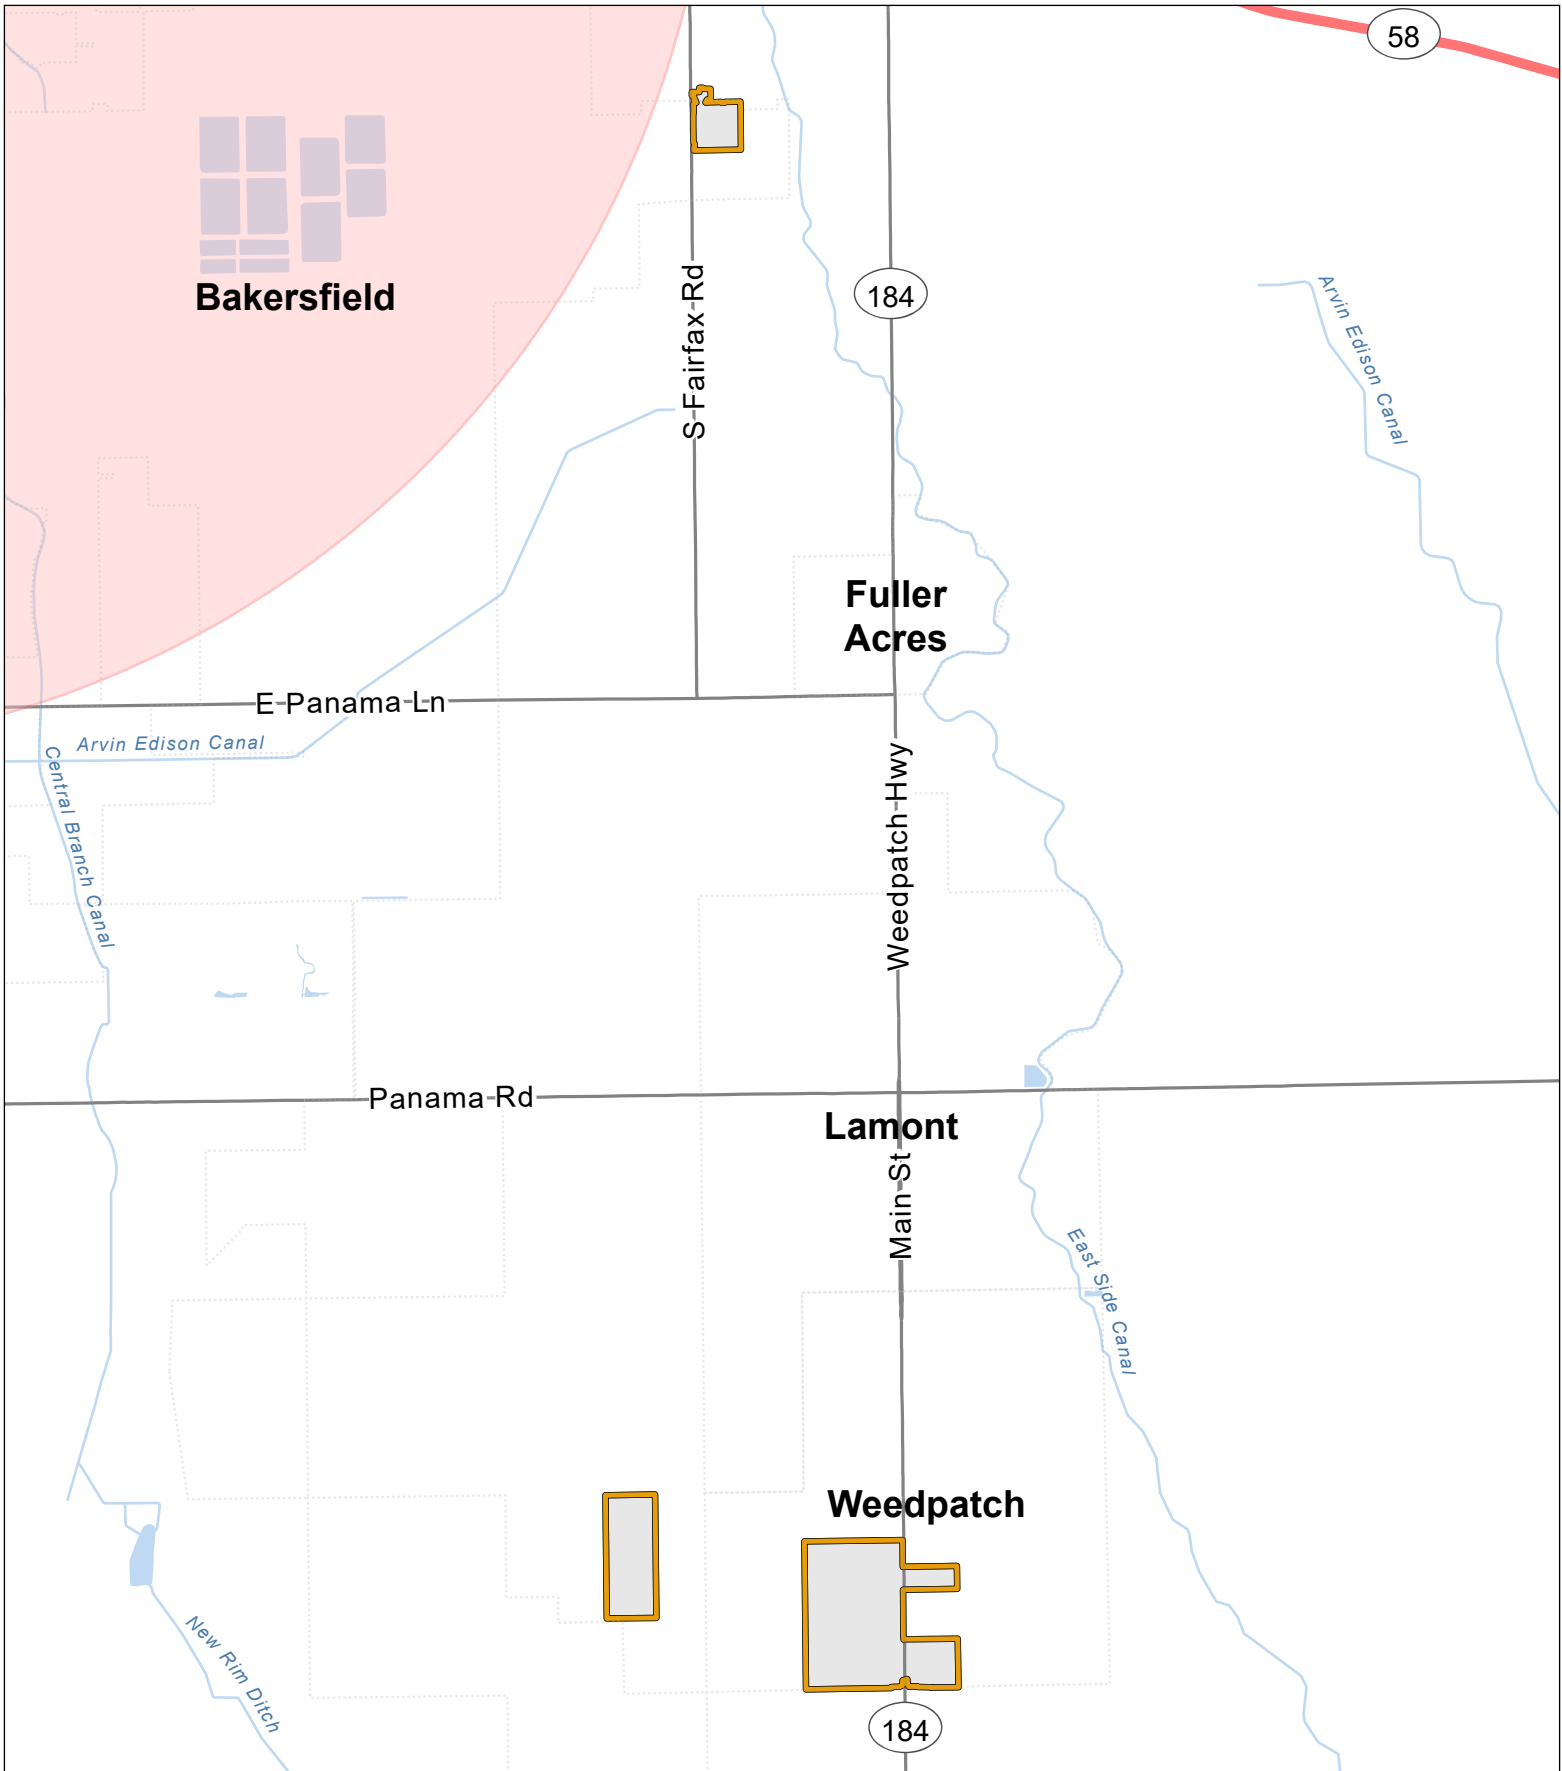 58
Bakersfield
184
S Fairfax Rd
Arvin Edison Canal
Fuller
Acres
E Panama Ln
Arvin Edison Canal
Central Branch Canal
Weedpatch Hwy
Panama Rd
Lamont
Main St
East Side Canal
Weedpatch
New Rim Ditch
184